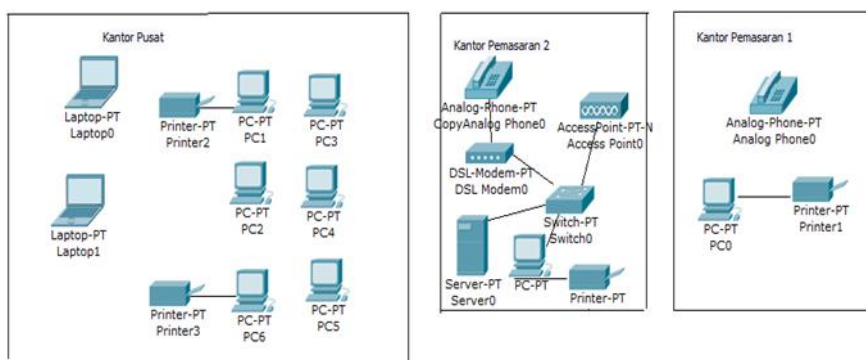 Kantor Pusat
Laptop-PT
Laptop0
Printer-PT
Printer2
PC-PT
PC1
PC-PT
PC3
Laptop-PT
Laptop1
PC-PT
PC2
PC-PT
PC4
Printer-PT
Printer3
PC-PT
PC6
PC-PT
PC5
Kantor Pemasaran 2
Analog-Phone-PT
CopyAnalog Phone0
AccessPoint-PT-N
Access Point0
DSL-Modem-PT
DSL Modem0
Switch-PT
Switch0
Server-PT
Server0
PC-PT
Printer-PT
Kantor Pemasaran 1
Analog-Phone-PT
Analog Phone0
PC-PT
PC0
Printer-PT
Printer1